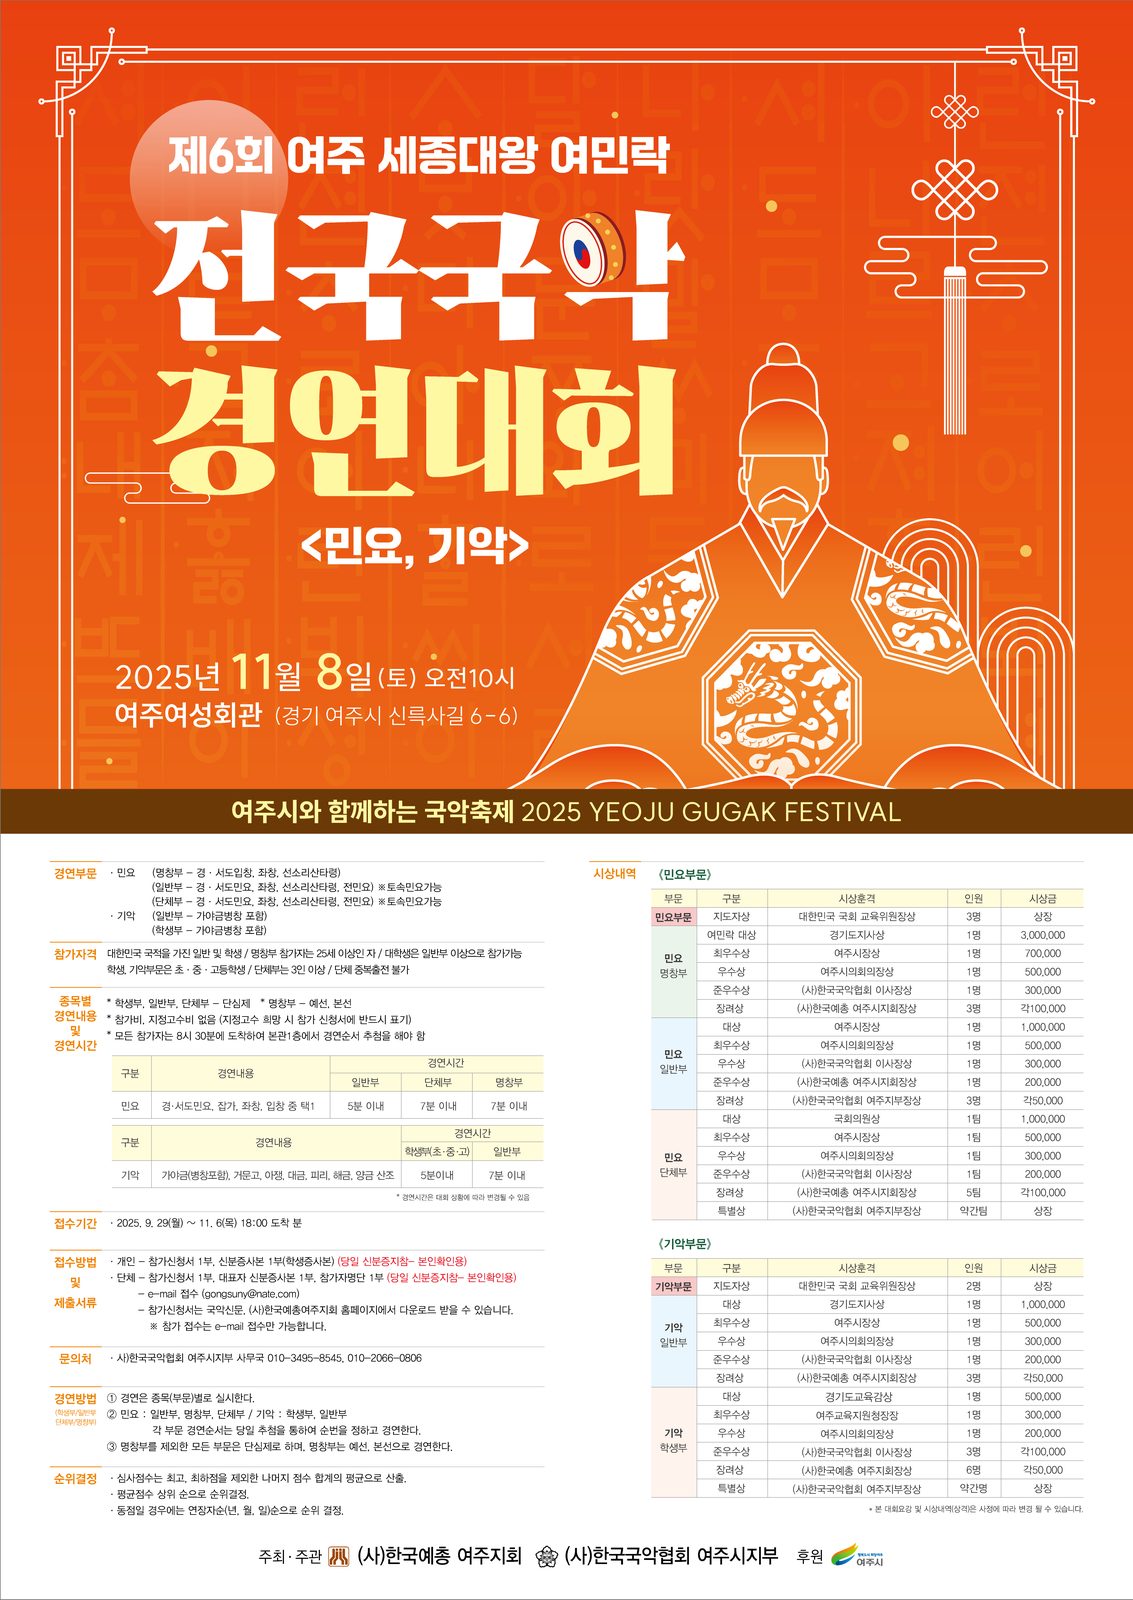 제6회 여주 세종대왕 여민락
전국국악
경연대회
<민요, 기악>
2025년 11월 8일(토) 오전10시
여주여성회관 (경기 여주시 신륵사길 6-6)
여주시와 함께하는 국악축제 2025 YEOJU GUGAK FESTIVAL
경연부문 · 민요 (명창부 - 경 · 서도입창, 좌창, 선소리산타령)
(일반부 - 경 · 서도민요, 좌창, 선소리산타령, 전민요) ※토속민요가능
(단체부 - 경 · 서도민요, 좌창, 선소리산타령, 전민요) ※토속민요가능
· 기악 (일반부 - 가야금병창 포함)
(학생부 - 가야금병창 포함)
참가자격 대한민국 국적을 가진 일반 및 학생 / 명창부 참가자는 25세 이상인 자 / 대학생은 일반부 이상으로 참가가능
학생, 기악부문은 초 · 중 · 고등학생 / 단체부는 3인 이상 / 단체 중복출전 불가
종목별
경연내용
및
경연시간
* 학생부, 일반부, 단체부 - 단심제 * 명창부 - 예선, 본선
* 참가비, 지정고수비 없음 (지정고수 희망 시 참가 신청서에 반드시 표기)
* 모든 참가자는 8시 30분에 도착하여 본관1층에서 경연순서 추첨을 해야 함
구분 경연내용 경연시간
일반부 단체부 명창부
민요 경·서도민요, 잡가, 좌창, 입창 중 택1 5분 이내 7분 이내 7분 이내
구분 경연내용 경연시간
학생부(초·중·고) 일반부
기악 가야금(병창포함), 거문고, 아쟁, 대금, 피리, 해금, 양금 산조 5분이내 7분 이내
* 경연시간은 대회 상황에 따라 변경될 수 있음
접수기간 · 2025. 9. 29(월) ~ 11. 6(목) 18:00 도착 분
접수방법
및
제출서류
· 개인 - 참가신청서 1부, 신분증사본 1부(학생증사본) (당일 신분증지참- 본인확인용)
· 단체 - 참가신청서 1부, 대표자 신분증사본 1부, 참가자명단 1부 (당일 신분증지참- 본인확인용)
- e-mail 접수 (gongsuny@nate.com)
- 참가신청서는 국악신문, (사)한국예총여주지회 홈페이지에서 다운로드 받을 수 있습니다.
※ 참가 접수는 e-mail 접수만 가능합니다.
문의처 · 사)한국국악협회 여주시지부 사무국 010-3495-8545, 010-2066-0806
경연방법
(학생부/일반부
단체부/명창부)
① 경연은 종목(부문)별로 실시한다.
② 민요 : 일반부, 명창부, 단체부 / 기악 : 학생부, 일반부
각 부문 경연순서는 당일 추첨을 통하여 순번을 정하고 경연한다.
③ 명창부를 제외한 모든 부문은 단심제로 하며, 명창부는 예선, 본선으로 경연한다.
순위결정 · 심사점수는 최고, 최하점을 제외한 나머지 점수 합계의 평균으로 산출.
· 평균점수 상위 순으로 순위결정.
· 동점일 경우에는 연장자순(년, 월, 일)순으로 순위 결정.
시상내역 《민요부문》
부문 구분 시상훈격 인원 시상금
민요부문 지도자상 대한민국 국회 교육위원장상 3명 상장
민요
명창부
여민락 대상 경기도지사상 1명 3,000,000
최우수상 여주시장상 1명 700,000
우수상 여주시의회의장상 1명 500,000
준우수상 (사)한국국악협회 이사장상 1명 300,000
장려상 (사)한국예총 여주시지회장상 3명 각100,000
민요
일반부
대상 여주시장상 1명 1,000,000
최우수상 여주시의회의장상 1명 500,000
우수상 (사)한국국악협회 이사장상 1명 300,000
준우수상 (사)한국예총 여주시지회장상 1명 200,000
장려상 (사)한국국악협회 여주지부장상 3명 각50,000
민요
단체부
대상 국회의원상 1팀 1,000,000
최우수상 여주시장상 1팀 500,000
우수상 여주시의회의장상 1팀 300,000
준우수상 (사)한국국악협회 이사장상 1팀 200,000
장려상 (사)한국예총 여주시지회장상 5팀 각100,000
특별상 (사)한국국악협회 여주지부장상 약간팀 상장
《기악부문》
부문 구분 시상훈격 인원 시상금
기악부문 지도자상 대한민국 국회 교육위원장상 2명 상장
기악
일반부
대상 경기도지사상 1명 1,000,000
최우수상 여주시장상 1명 500,000
우수상 여주시의회의장상 1명 300,000
준우수상 (사)한국국악협회 이사장상 1명 200,000
장려상 (사)한국예총 여주시지회장상 3명 각50,000
기악
학생부
대상 경기도교육감상 1명 500,000
최우수상 여주교육지원청장상 1명 300,000
우수상 여주시의회의장상 1명 200,000
준우수상 (사)한국국악협회 이사장상 3명 각100,000
장려상 (사)한국예총 여주지회장상 6명 각50,000
특별상 (사)한국국악협회 여주지부장상 약간명 상장
* 본 대회요강 및 시상내역(상격)은 사정에 따라 변경 될 수 있습니다.
주최·주관 (사)한국예총 여주지회 (사)한국국악협회 여주시지부 후원 여주시